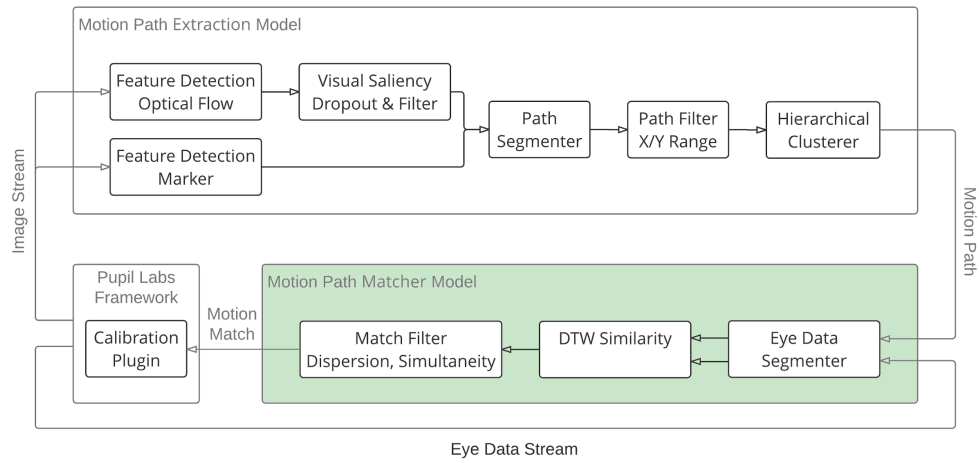 Motion Path Extraction Model
Feature Detection
Optical Flow
Visual Saliency
Dropout & Filter
Feature Detection
Marker
Path
Segmenter
Path Filter
X/Y Range
Hierarchical
Clusterer
Image Stream
Motion Path
Pupil Labs
Framework
Calibration
Plugin
Motion
Match
Motion Path Matcher Model
Match Filter
Dispersion, Simultaneity
DTW Similarity
Eye Data
Segmenter
Eye Data Stream